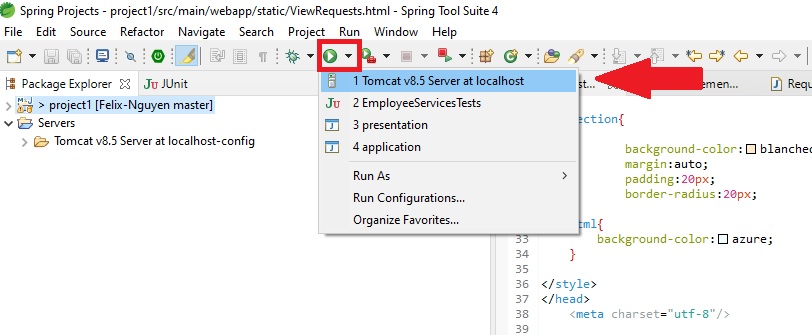 Spring Projects - project1/src/main/webapp/static/ViewRequests.html - Spring Tool Suite 4
File Edit Source Refactor Navigate Search Project Run Window Help
Package Explorer JUnit
> project1 [Felix-Nguyen master]
Servers
Tomcat v8.5 Server at localhost-config
1 Tomcat v8.5 Server at localhost
2 EmployeeServicesTests
3 presentation
4 application
Run As
Run Configurations...
Organize Favorites...
st... emen... Requ
ection{
background-color: blanche
margin:auto;
padding:20px;
border-radius:20px;
tml{
33 background-color: azure;
34 }
35
36 </style>
37 </head>
38 <meta charset="utf-8"/>